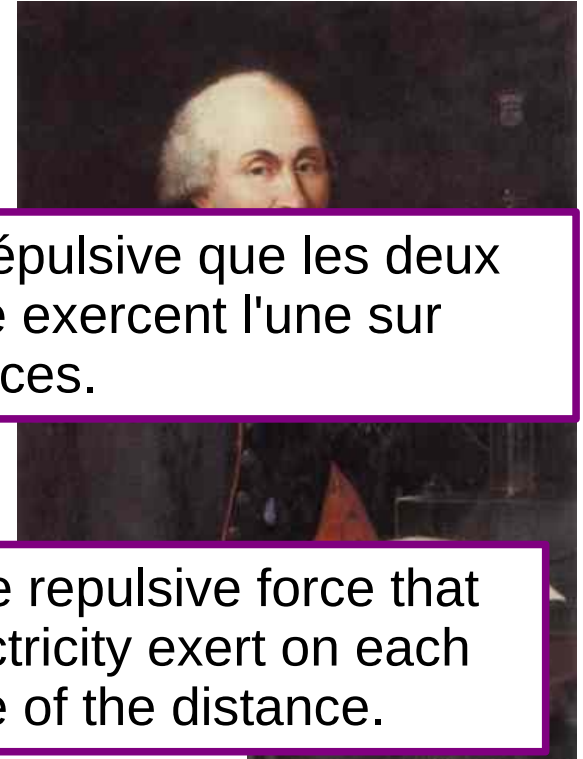 épulsive que les deux
e exercent l'une sur
ces.
e repulsive force that
ctricity exert on each
e of the distance.